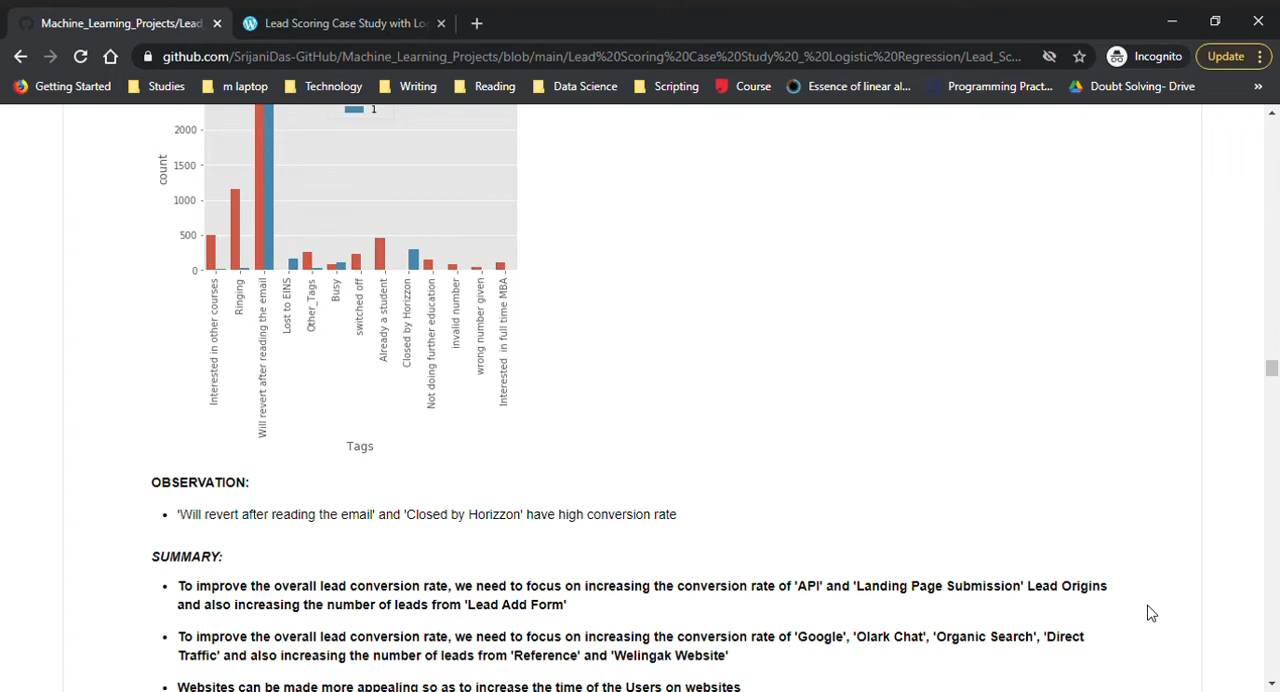 Machine_Learning_Projects/Lead
Lead Scoring Case Study with Lo
github.com/SrijaniDas-GitHub/Machine_Learning_Projects/blob/main/Lead%20Scoring%20Case%20Study%20_%20Logistic%20Regression/Lead_Sc...
Incognito
Update
Getting Started
Studies
m laptop
Technology
Writing
Reading
Data Science
Scripting
Course
Essence of linear al...
Programming Pract...
Doubt Solving- Drive
»
1
2000
1500
1000
500
0
count
Interested in other courses
Ringing
Will revert after reading the email
Lost to EINS
Other_Tags
Busy
switched off
Already a student
Closed by Horizzon
Not doing further education
invalid number
wrong number given
Interested in full time MBA
Tags
OBSERVATION:
• 'Will revert after reading the email' and 'Closed by Horizzon' have high conversion rate
SUMMARY:
• To improve the overall lead conversion rate, we need to focus on increasing the conversion rate of 'API' and 'Landing Page Submission' Lead Origins
and also increasing the number of leads from 'Lead Add Form'
• To improve the overall lead conversion rate, we need to focus on increasing the conversion rate of 'Google', 'Olark Chat', 'Organic Search', 'Direct
Traffic' and also increasing the number of leads from 'Reference' and 'Welingak Website'
• Websites can be made more appealing so as to increase the time of the Users on websites